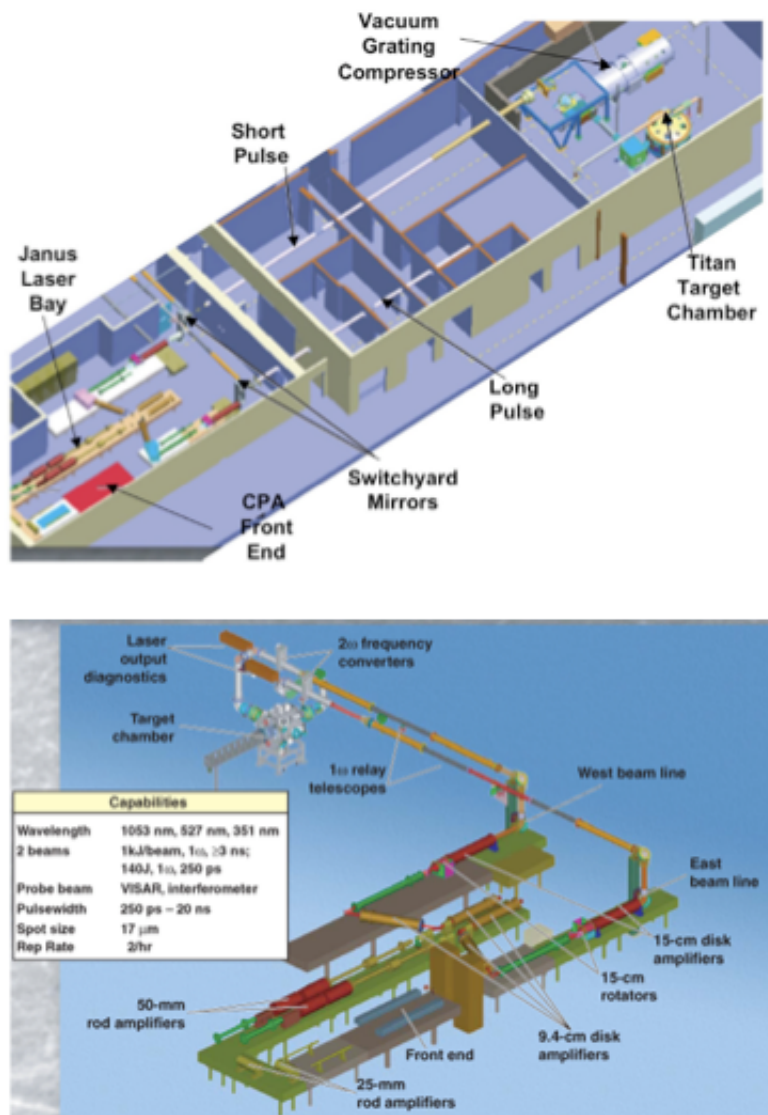 Vacuum
Grating
Compressor
Short
Pulse
Janus
Laser
Bay
Titan
Target
Chamber
Long
Pulse
Switchyard
Mirrors
CPA
Front
End
Laser
output
diagnostics
2ω frequency
converters
Target
chamber
1ω relay
telescopes
West beam line
Capabilities
Wavelength 1053 nm, 527 nm, 351 nm
2 beams 1kJ/beam, 1ω, ≥3 ns;
140J, 1ω, 250 ps
Probe beam VISAR, interferometer
Pulsewidth 250 ps – 20 ns
Spot size 17 μm
Rep Rate 2/hr
East
beam line
15-cm disk
amplifiers
15-cm
rotators
50-mm
rod amplifiers
9.4-cm disk
amplifiers
Front end
25-mm
rod amplifiers